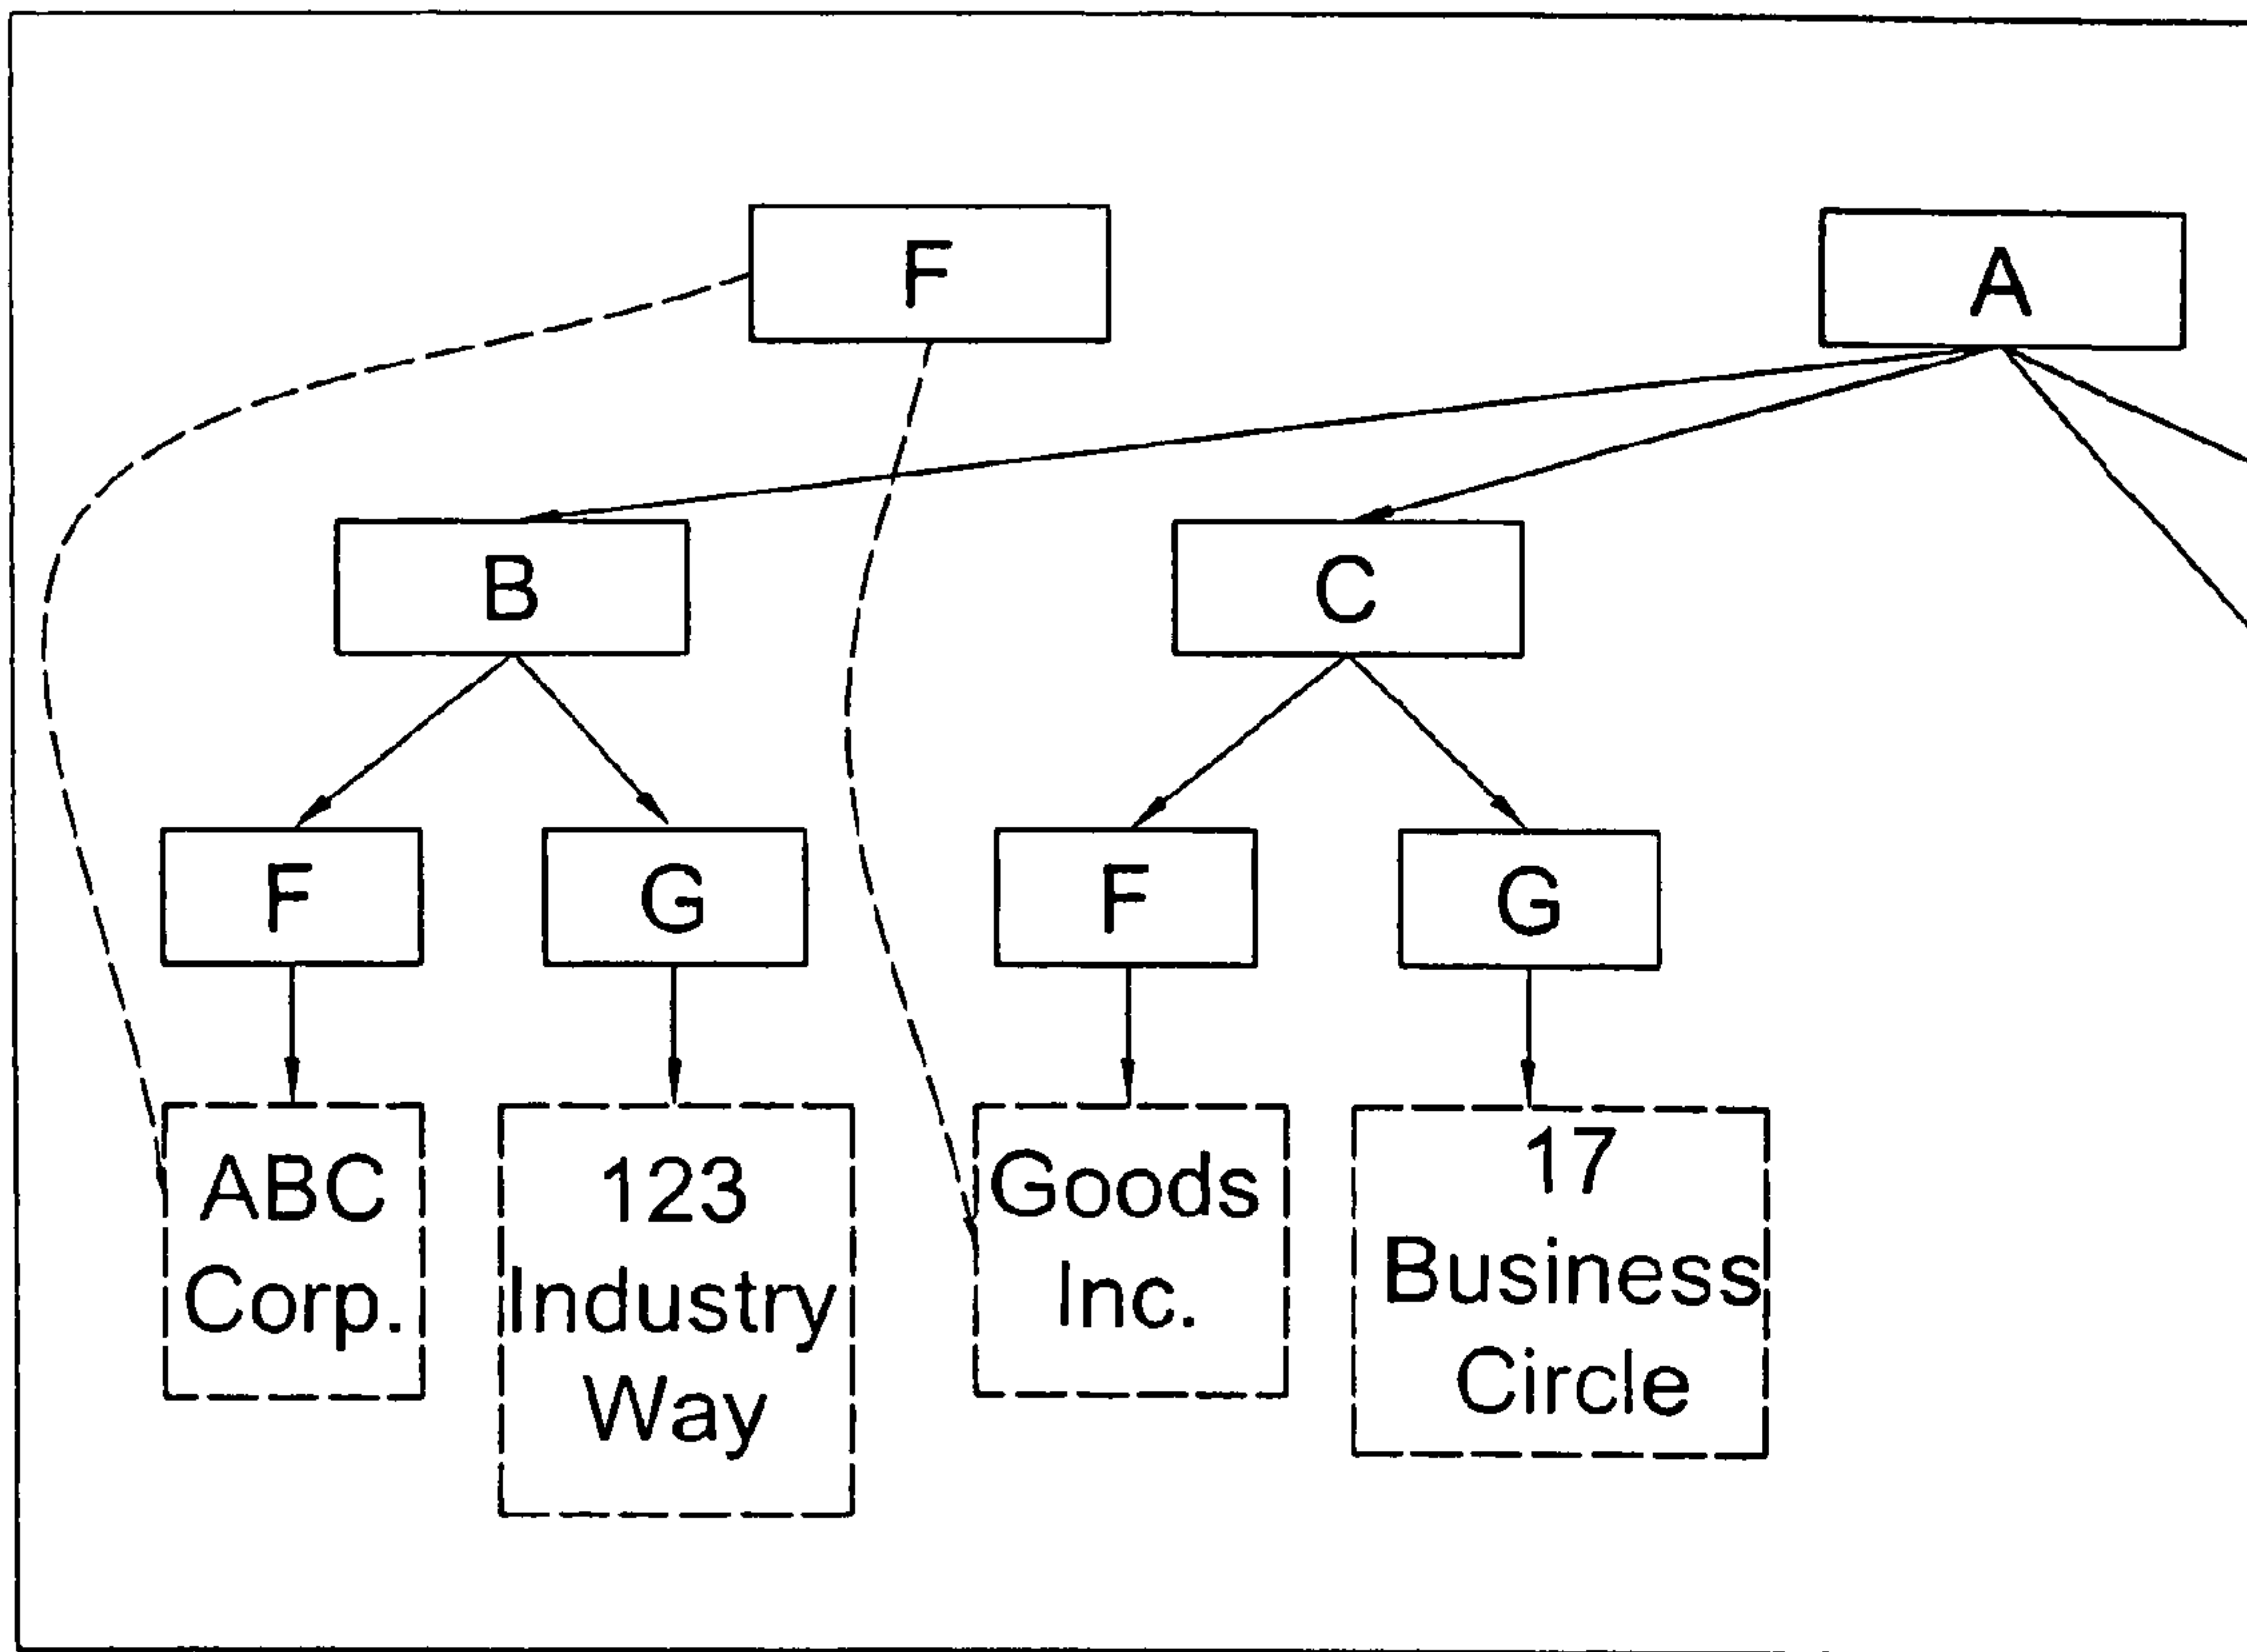 F
A
B
C
F
G
F
G
ABC
Corp.
123
Industry
Way
Goods
Inc.
17
Business
Circle